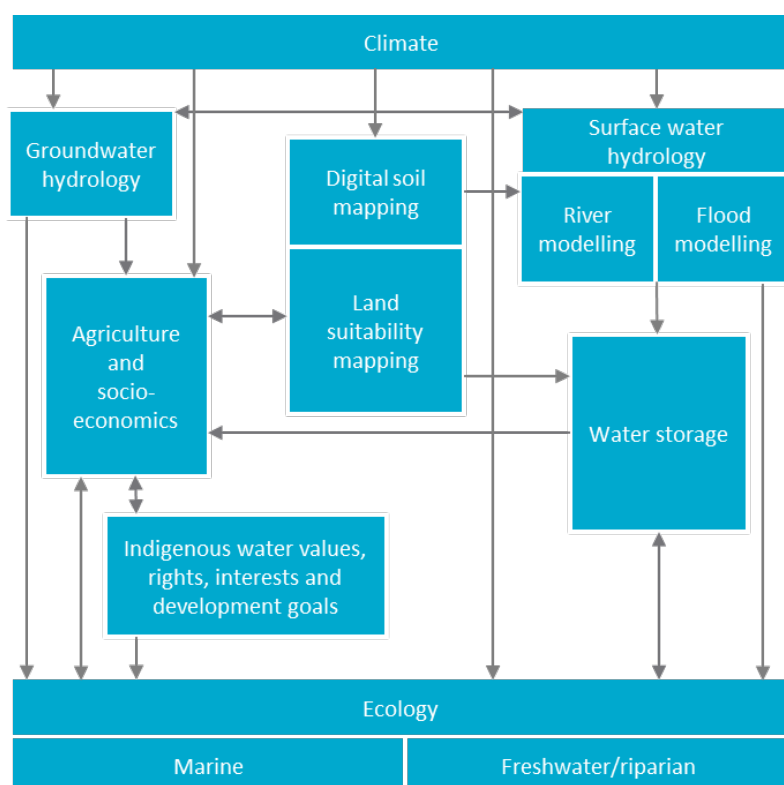 Climate
Groundwater
hydrology
Surface water
hydrology
Digital soil
mapping
River
modelling
Flood
modelling
Agriculture
and
socio-
economics
Land
suitability
mapping
Water storage
Indigenous water values,
rights, interests and
development goals
Ecology
Marine
Freshwater/riparian